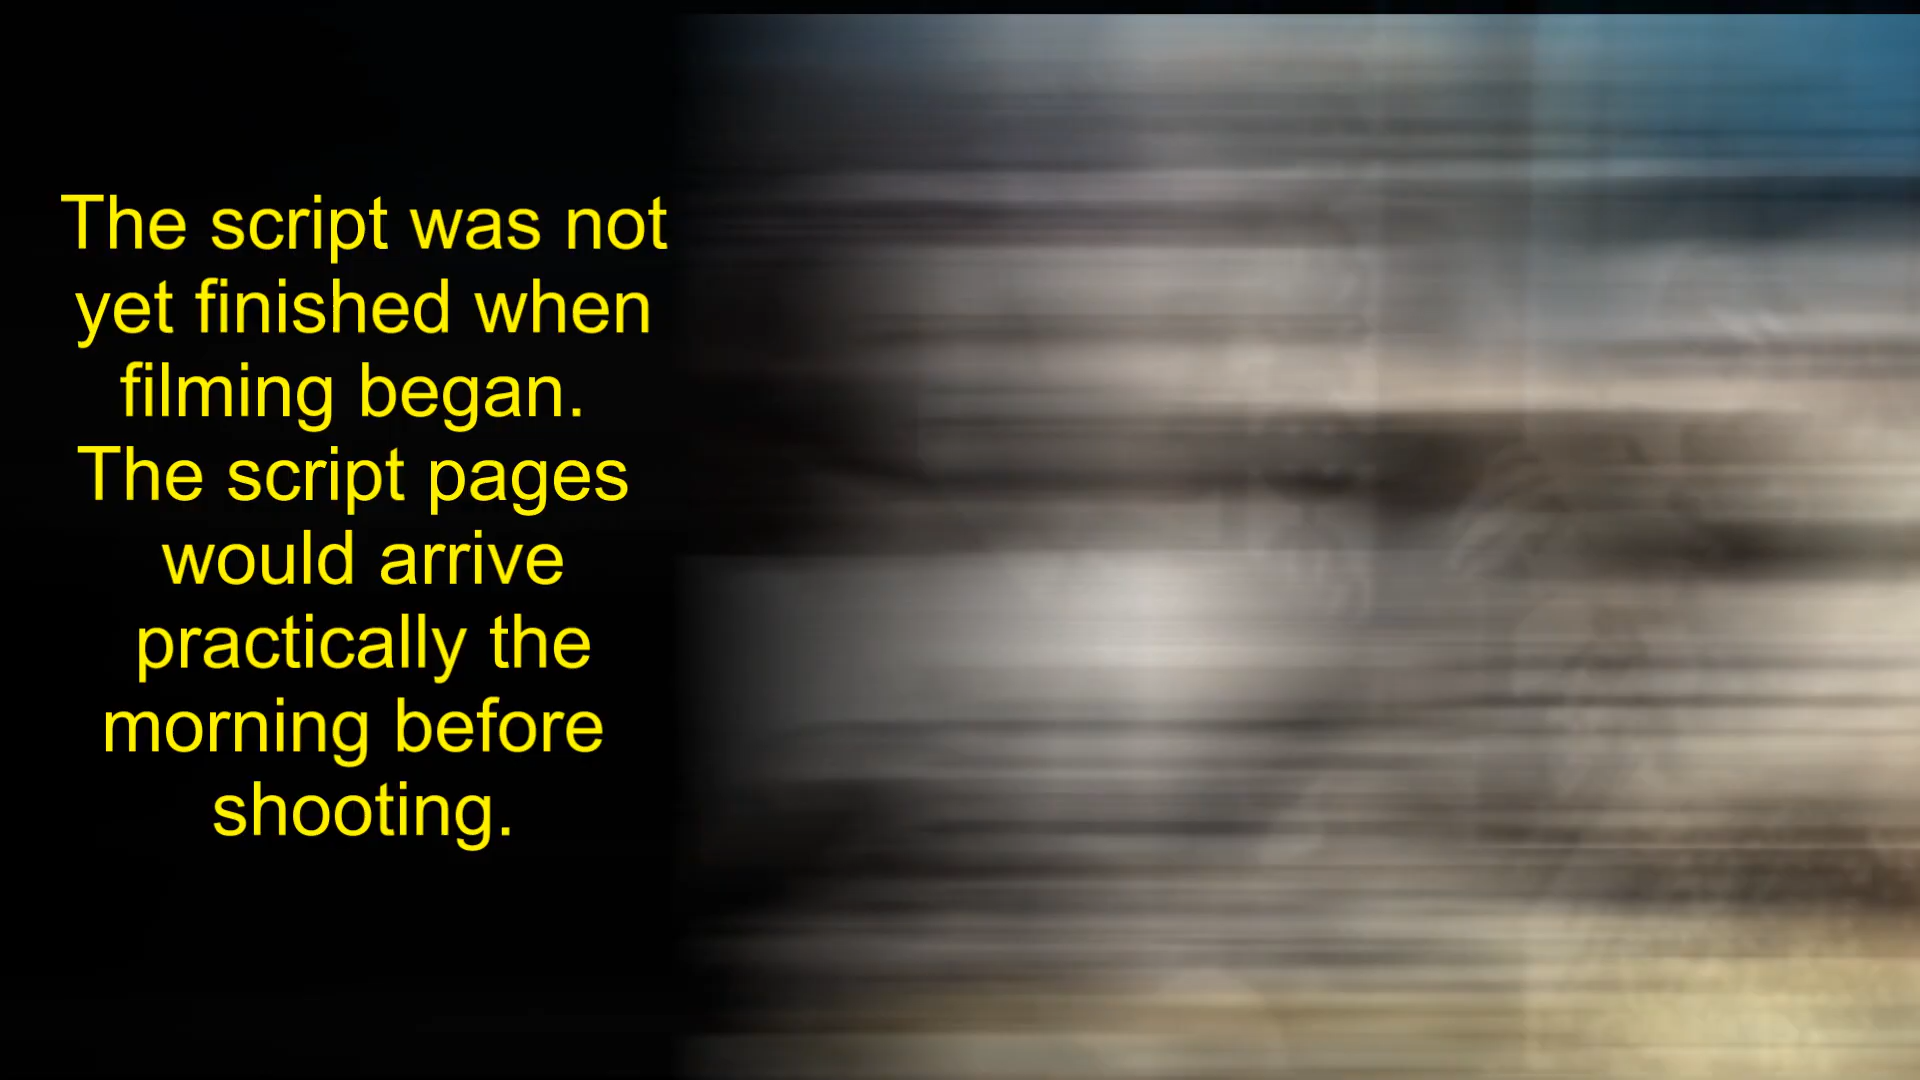 The script was not
yet finished when
filming began.
The script pages
would arrive
practically the
morning before
shooting.